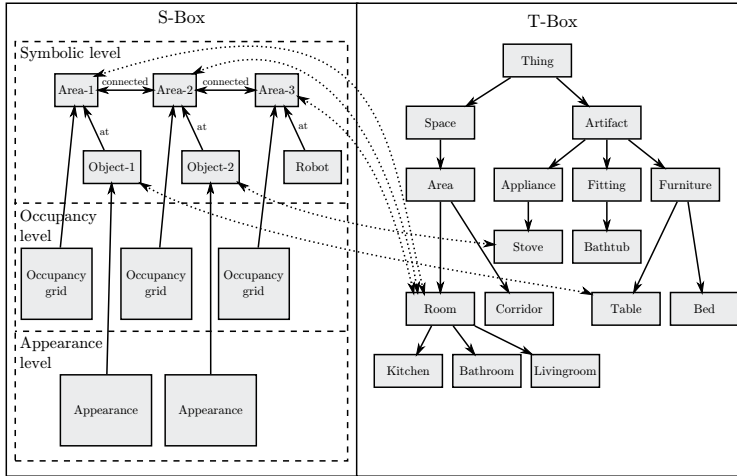 S-Box
T-Box
Symbolic level
Area-1
connected
Area-2
connected
Area-3
at
at
at
Object-1
Object-2
Robot
Occupancy
level
Occupancy
grid
Occupancy
grid
Occupancy
grid
Appearance
level
Appearance
Appearance
Thing
Space
Artifact
Area
Appliance
Fitting
Furniture
Stove
Bathtub
Room
Corridor
Table
Bed
Kitchen
Bathroom
Livingroom